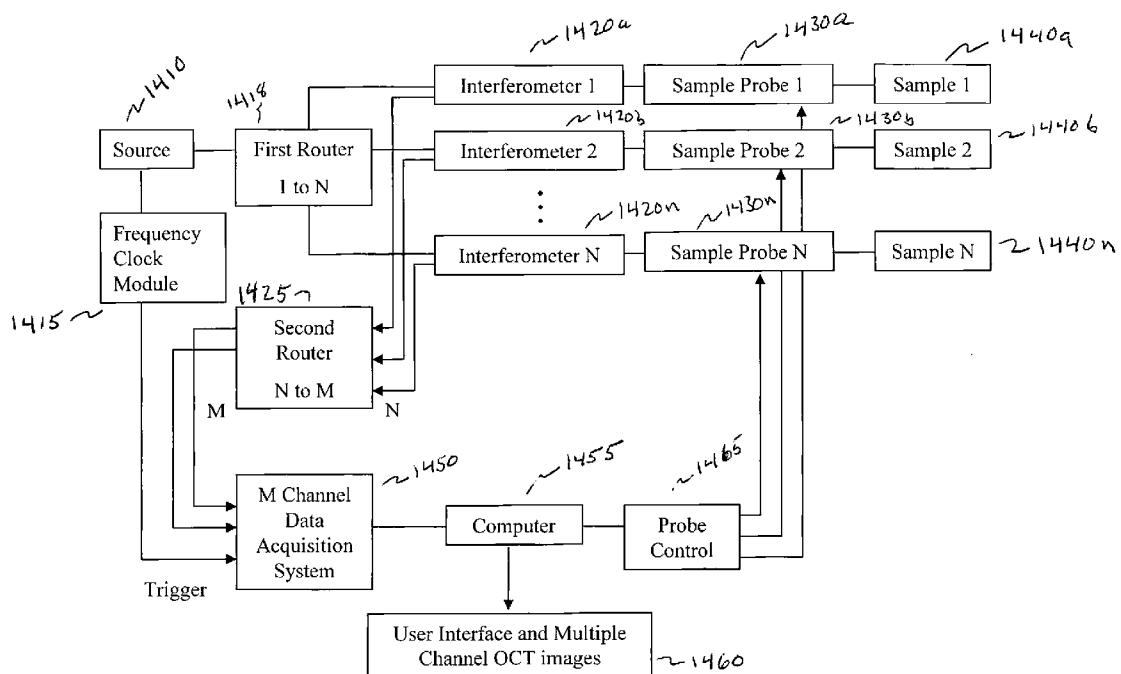 1420a
1430a
1440a
1410
1418
Interferometer 1
Sample Probe 1
Sample 1
1420b
1430b
1440b
Source
First Router
1 to N
Interferometer 2
Sample Probe 2
Sample 2
1420n
1430n
Frequency
Clock
Module
Interferometer N
Sample Probe N
Sample N
1440n
1415
1425
Second
Router
N to M
M
N
1450
1455
1465
M Channel
Data
Acquisition
System
Computer
Probe
Control
Trigger
User Interface and Multiple
Channel OCT images
1460